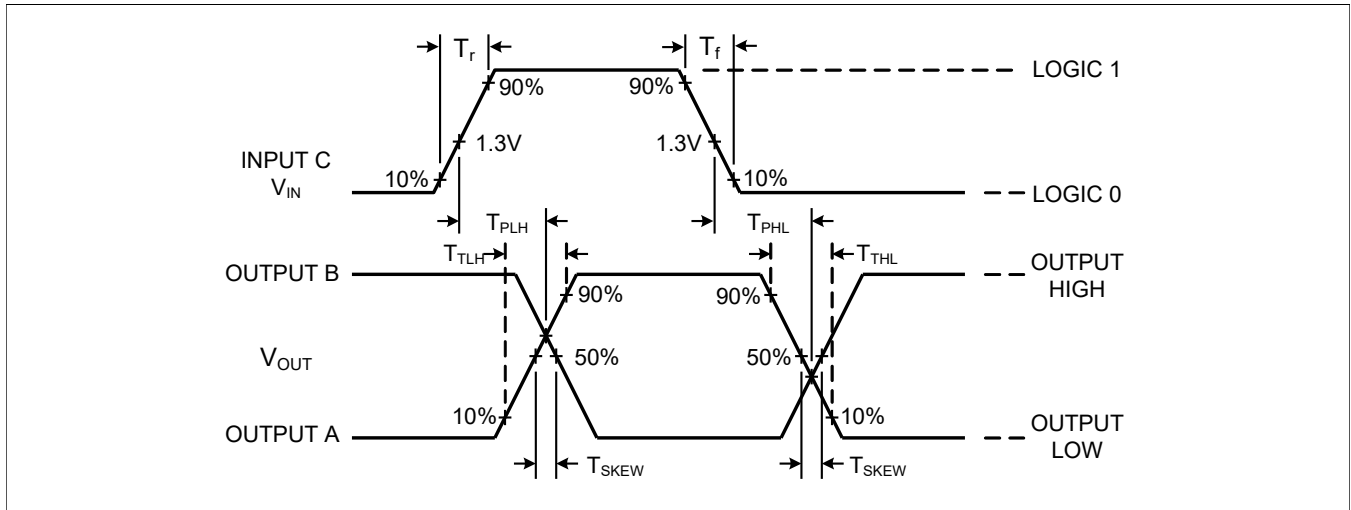 Tr
Tf
LOGIC 1
90%
90%
1.3V
1.3V
INPUT C
VIN
10%
10%
LOGIC 0
TPLH
TPHL
TTLH
TTHL
OUTPUT B
OUTPUT
HIGH
90%
90%
VOUT
50%
50%
10%
10%
OUTPUT A
OUTPUT
LOW
TSKEW
TSKEW